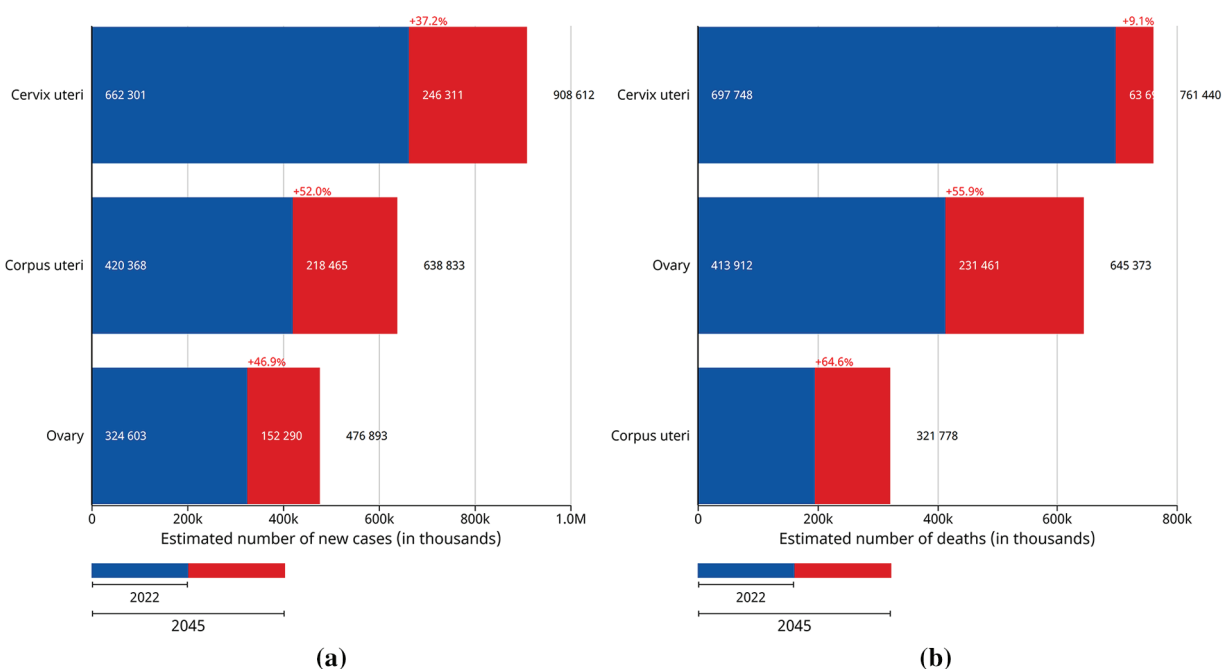 +37.2%
Cervix uteri 662 301 246 311 908 612
+52.0%
Corpus uteri 420 368 218 465 638 833
+46.9%
Ovary 324 603 152 290 476 893
0 200k 400k 600k 800k 1.0M
Estimated number of new cases (in thousands)
2022
2045
(a)
+9.1%
Cervix uteri 697 748 63 6 761 440
+55.9%
Ovary 413 912 231 461 645 373
+64.6%
Corpus uteri 321 778
0 200k 400k 600k 800k
Estimated number of deaths (in thousands)
2022
2045
(b)